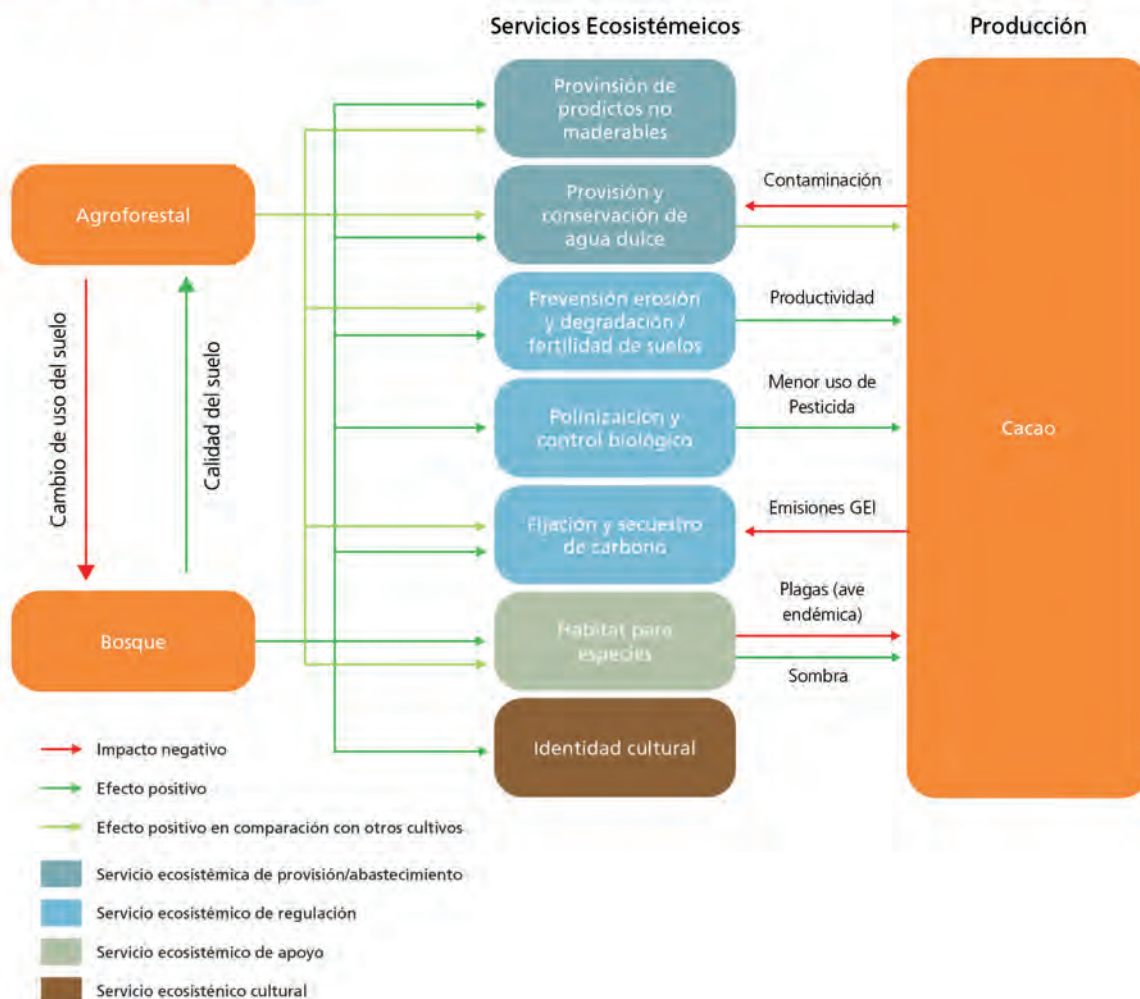 Servicios Ecosistémeicos
Producción
Provinsión de
prodictos no
maderables
Agroforestal
Provisión y
conservación de
agua dulce
Contaminación
Prevensión erosión
y degradación /
fertilidad de suelos
Productividad
Cambio de uso del suelo
Calidad del suelo
Polinizaición y
control biológico
Menor uso de
Pesticida
Cacao
Fijación y secuestro
de carbono
Emisiones GEI
Bosque
Habitat para
especies
Plagas (ave
endémica)
Sombra
Identidad cultural
Impacto negativo
Efecto positivo
Efecto positivo en comparación con otros cultivos
Servicio ecosistémica de provisión/abastecimiento
Servicio ecosistémico de regulación
Servicio ecosistémico de apoyo
Servicio ecosisténico cultural